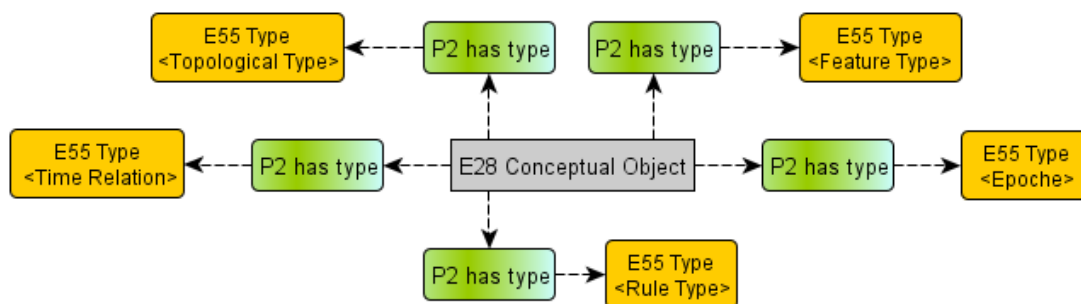 E55 Type
<Topological Type>
P2 has type
P2 has type
E55 Type
<Feature Type>
E55 Type
<Time Relation>
P2 has type
E28 Conceptual Object
P2 has type
E55 Type
<Epoche>
P2 has type
E55 Type
<Rule Type>